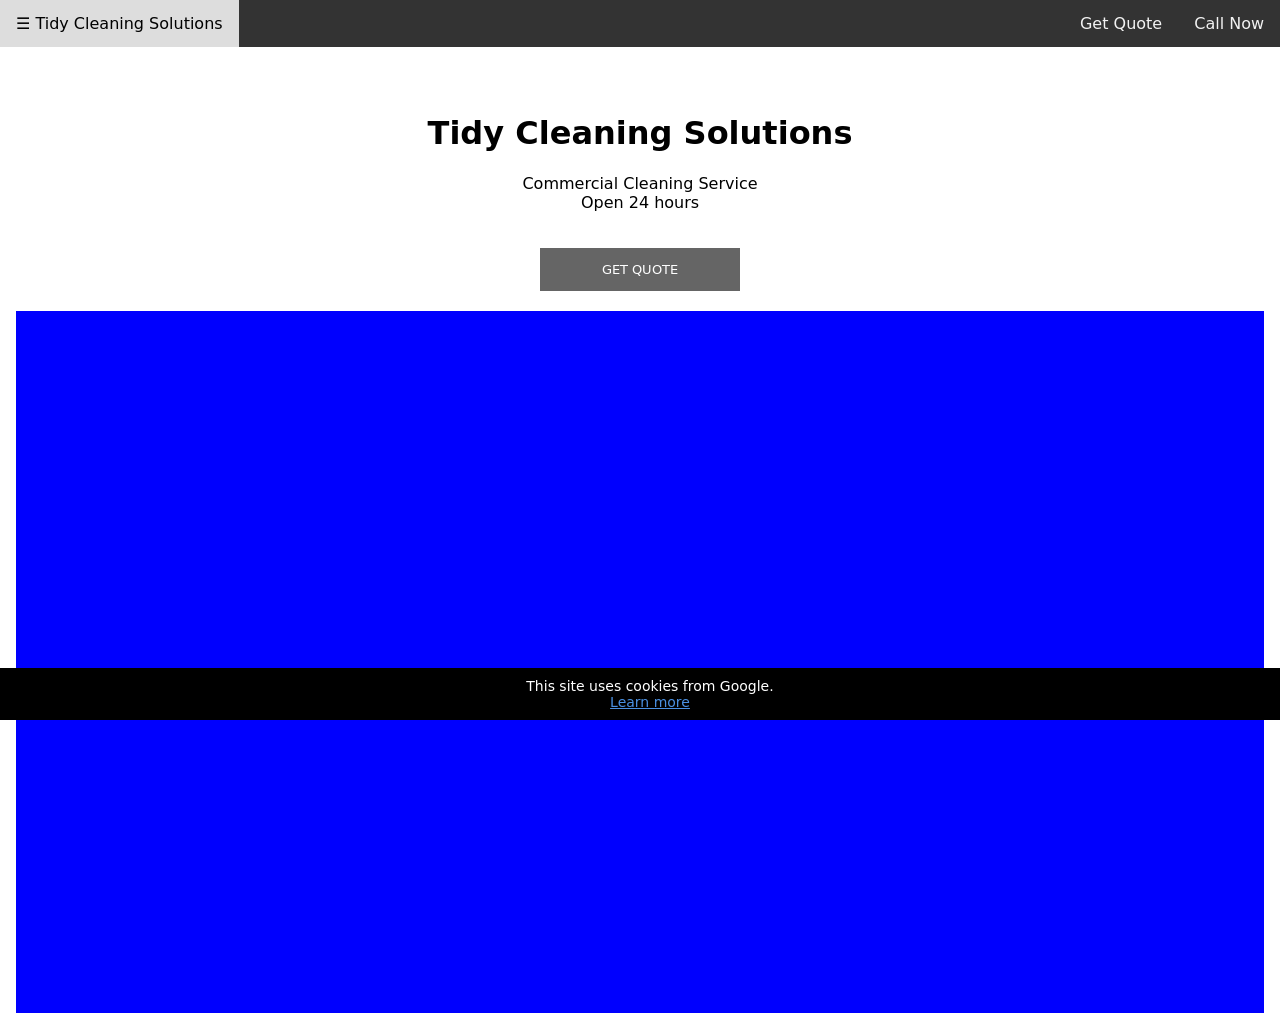 ☰ Tidy Cleaning Solutions
Get Quote
Call Now
Tidy Cleaning Solutions
Commercial Cleaning Service
Open 24 hours
GET QUOTE
This site uses cookies from Google.
Learn more